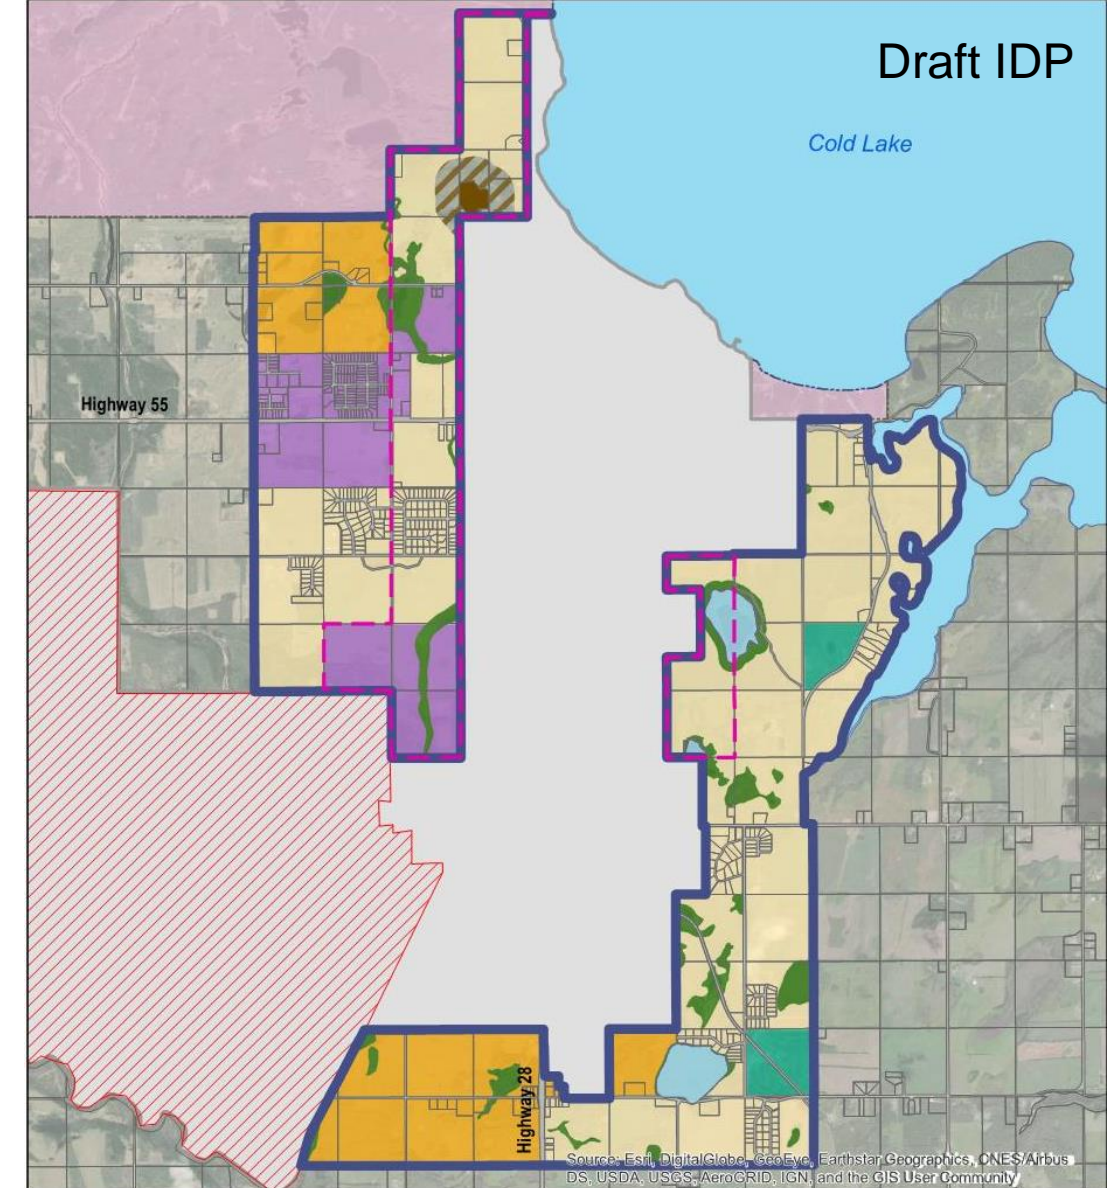 Draft IDP
Cold Lake
Highway 55
Highway 28
Source: Esri, DigitalGlobe, GeoEye, Earthstar Geographics, CNES/Airbus
DS, USDA, USGS, AeroGRID, IGN, and the GIS User Community